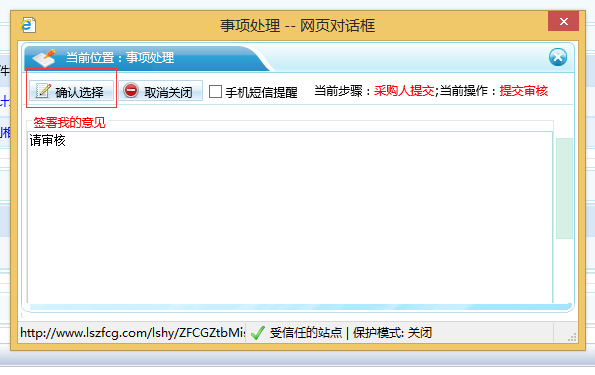 事项处理 -- 网页对话框
当前位置：事项处理
确认选择 取消关闭 手机短信提醒 当前步骤：采购人提交;当前操作：提交审核
签署我的意见
请审核
http://www.lszfcg.com/lshy/ZFCGZtbMis 受信任的站点 | 保护模式: 关闭